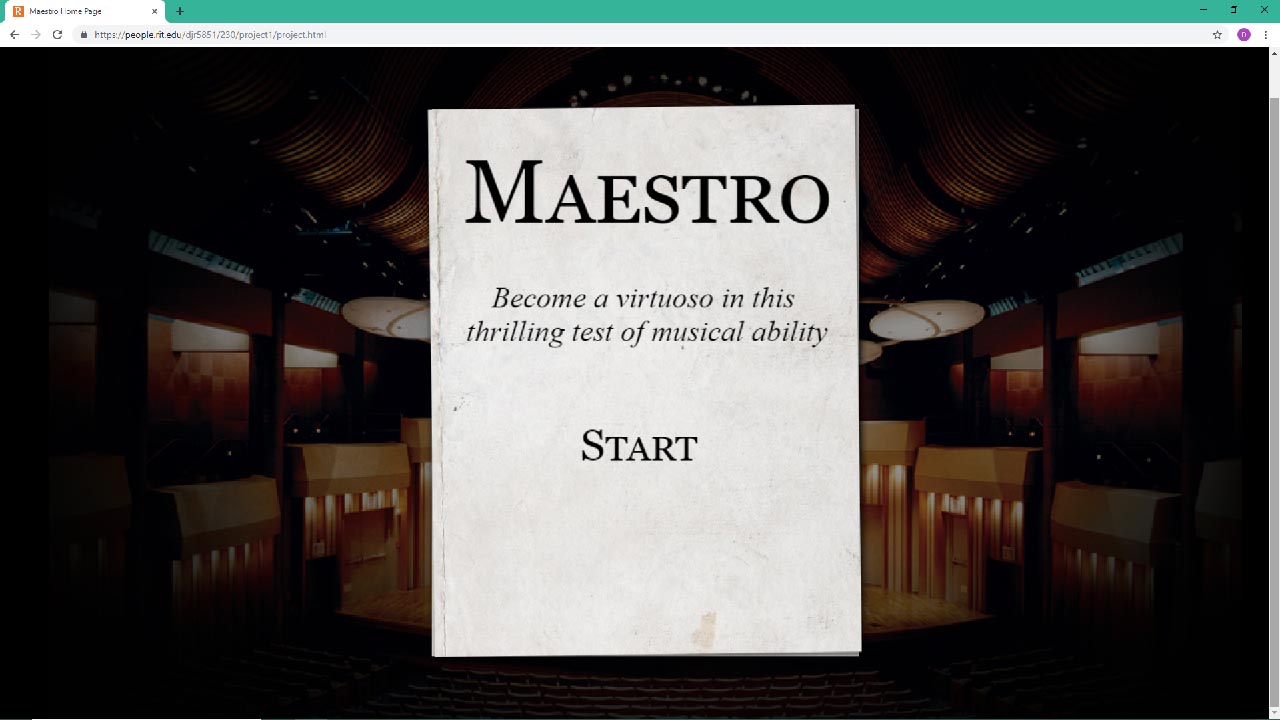 Maestro Home Page
https://people.rit.edu/djr5851/230/project1/project.html
D
MAESTRO
Become a virtuoso in this
thrilling test of musical ability
START